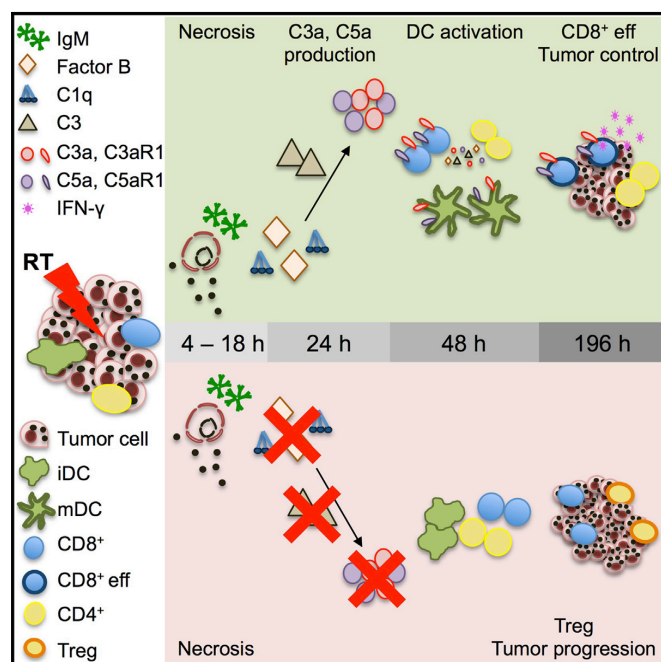 IgM
Factor B
C1q
C3
C3a, C3aR1
C5a, C5aR1
IFN-γ
RT
Tumor cell
iDC
mDC
CD8⁺
CD8⁺ eff
CD4⁺
Treg
Necrosis
C3a, C5a
production
DC activation
CD8⁺ eff
Tumor control
4 – 18 h
24 h
48 h
196 h
Necrosis
Treg
Tumor progression